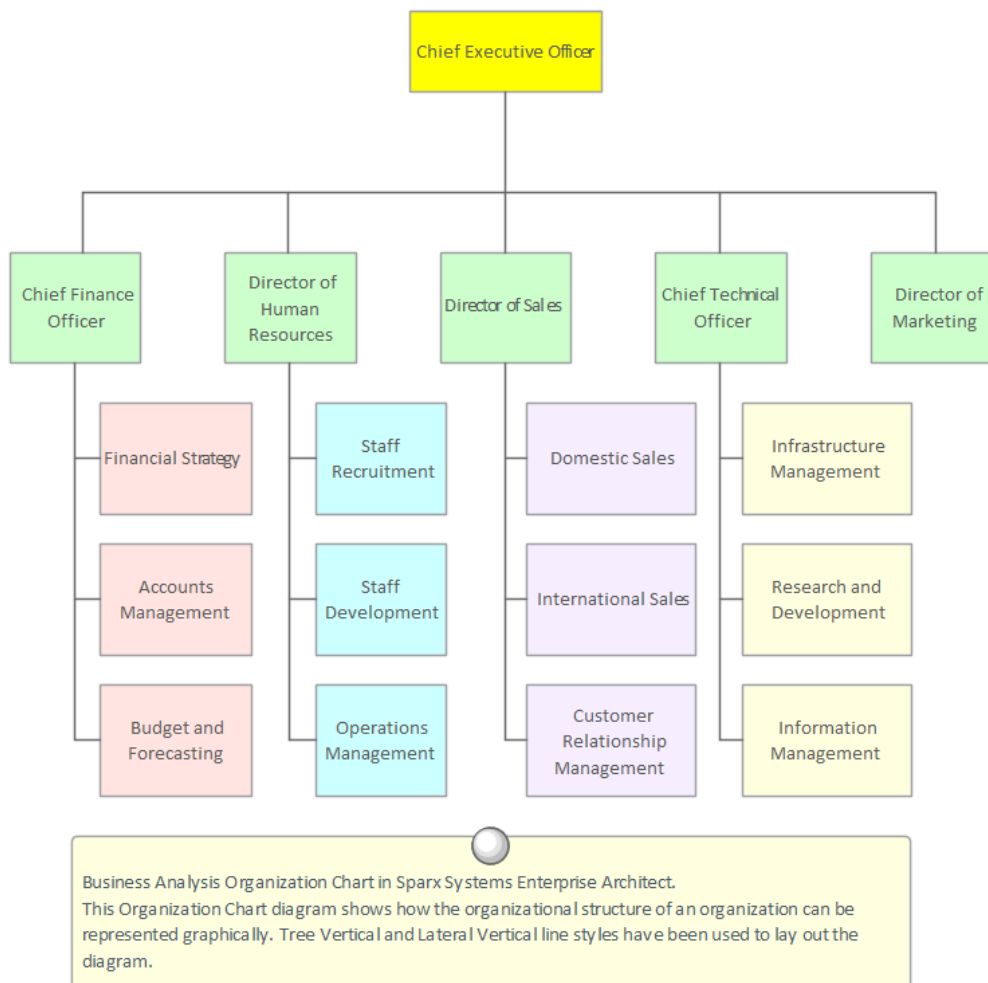 Chief Executive Officer
Chief Finance
Officer
Director of
Human
Resources
Director of Sales
Chief Technical
Officer
Director of
Marketing
Financial Strategy
Staff
Recruitment
Domestic Sales
Infrastructure
Management
Accounts
Management
Staff
Development
International Sales
Research and
Development
Budget and
Forecasting
Operations
Management
Customer
Relationship
Management
Information
Management
Business Analysis Organization Chart in Sparx Systems Enterprise Architect.
This Organization Chart diagram shows how the organizational structure of an organization can be
represented graphically. Tree Vertical and Lateral Vertical line styles have been used to lay out the
diagram.